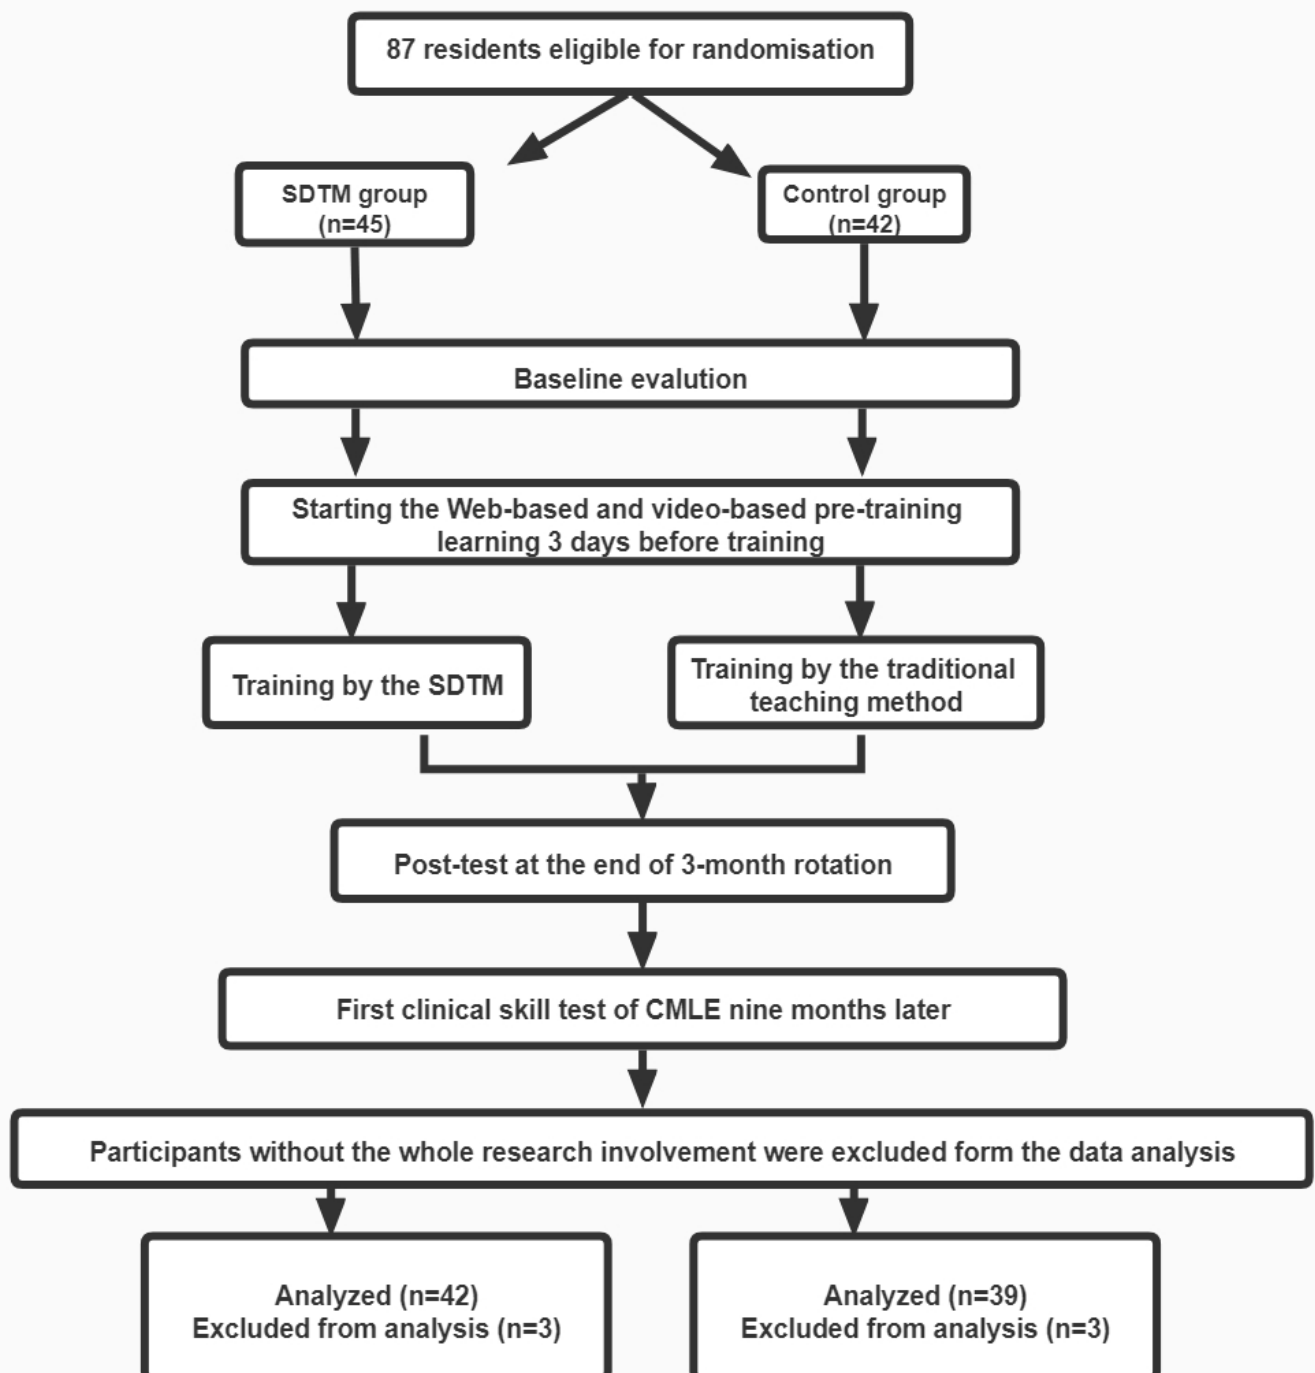 87 residents eligible for randomisation
SDTM group
(n=45)
Control group
(n=42)
Baseline evalution
Starting the Web-based and video-based pre-training
learning 3 days before training
Training by the SDTM
Training by the traditional
teaching method
Post-test at the end of 3-month rotation
First clinical skill test of CMLE nine months later
Participants without the whole research involvement were excluded form the data analysis
Analyzed (n=42)
Excluded from analysis (n=3)
Analyzed (n=39)
Excluded from analysis (n=3)